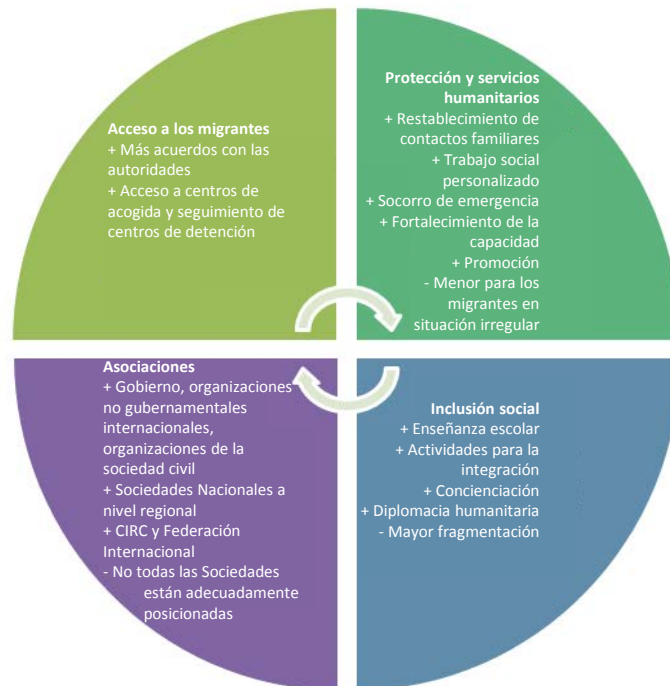 Acceso a los migrantes
+ Más acuerdos con las
autoridades
+ Acceso a centros de
acogida y seguimiento de
centros de detención
Protección y servicios
humanitarios
+ Restablecimiento de
contactos familiares
+ Trabajo social
personalizado
+ Socorro de emergencia
+ Fortalecimiento de la
capacidad
+ Promoción
- Menor para los
migrantes en
situación irregular
Asociaciones
+ Gobierno, organizaciones
no gubernamentales
internacionales,
organizaciones de la
sociedad civil
+ Sociedades Nacionales a
nivel regional
+ CIRC y Federación
Internacional
- No todas las Sociedades
están adecuadamente
posicionadas
Inclusión social
+ Enseñanza escolar
+ Actividades para la
integración
+ Concienciación
+ Diplomacia humanitaria
- Mayor fragmentación